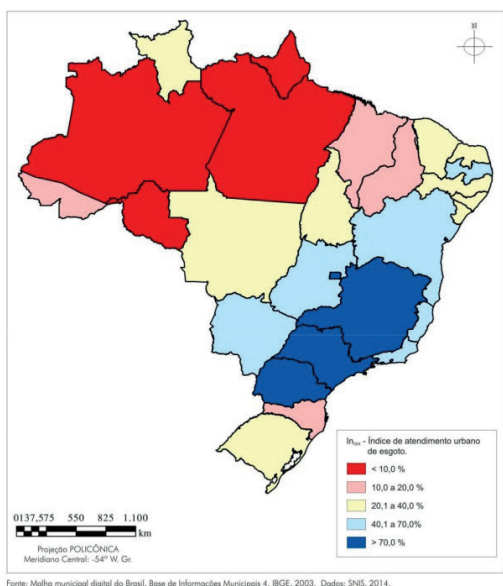 N
In₀₂₄ - Índice de atendimento urbano
de esgoto.
< 10,0 %
10,0 a 20,0 %
20,1 a 40,0 %
40,1 a 70,0%
> 70,0 %
0137,575 550 825 1.100
km
Projeção POLICÔNICA
Meridiano Central: -54° W. Gr.
Fonte: Malha municipal digital do Brasil, Base de Informações Municipais 4. IBGE, 2003. Dados: SNIS, 2014.